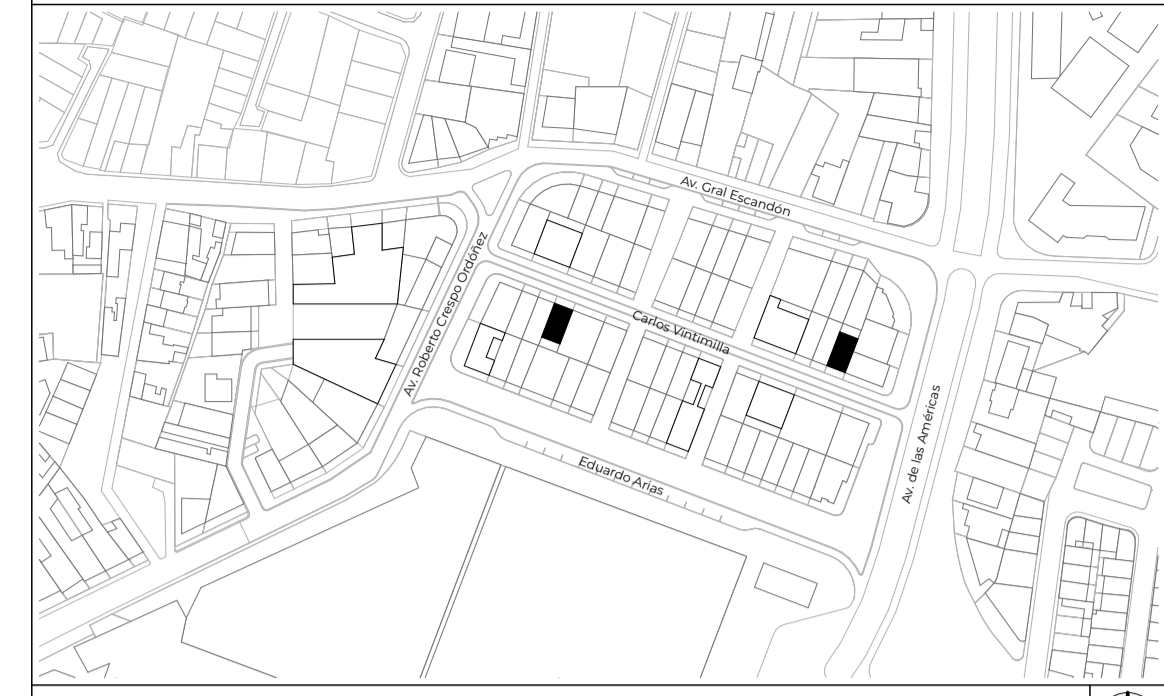 Av. Gral Escandón
Av. Roberto Crespo Ordóñez
Carlos Vintimilla
Av. de las Américas
Eduardo Arias